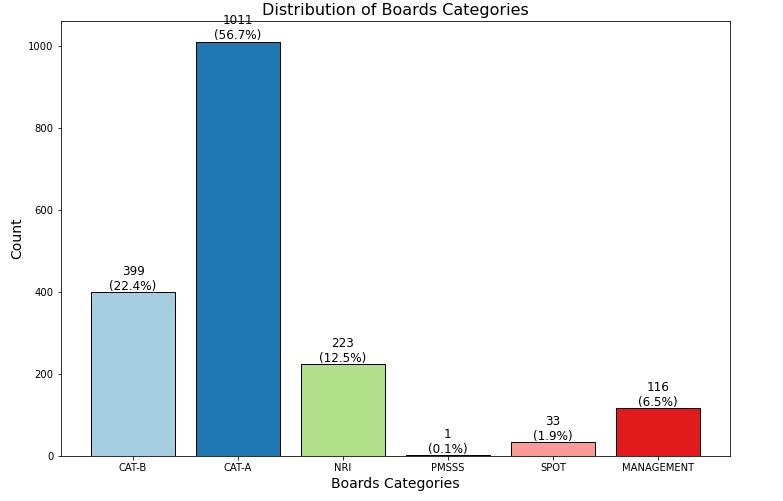 Distribution of Boards Categories
1011
(56.7%)
1000
800
600
400
200
0
Count
399
(22.4%)
223
(12.5%)
1
(0.1%)
33
(1.9%)
116
(6.5%)
CAT-B
CAT-A
NRI
PMSSS
SPOT
MANAGEMENT
Boards Categories